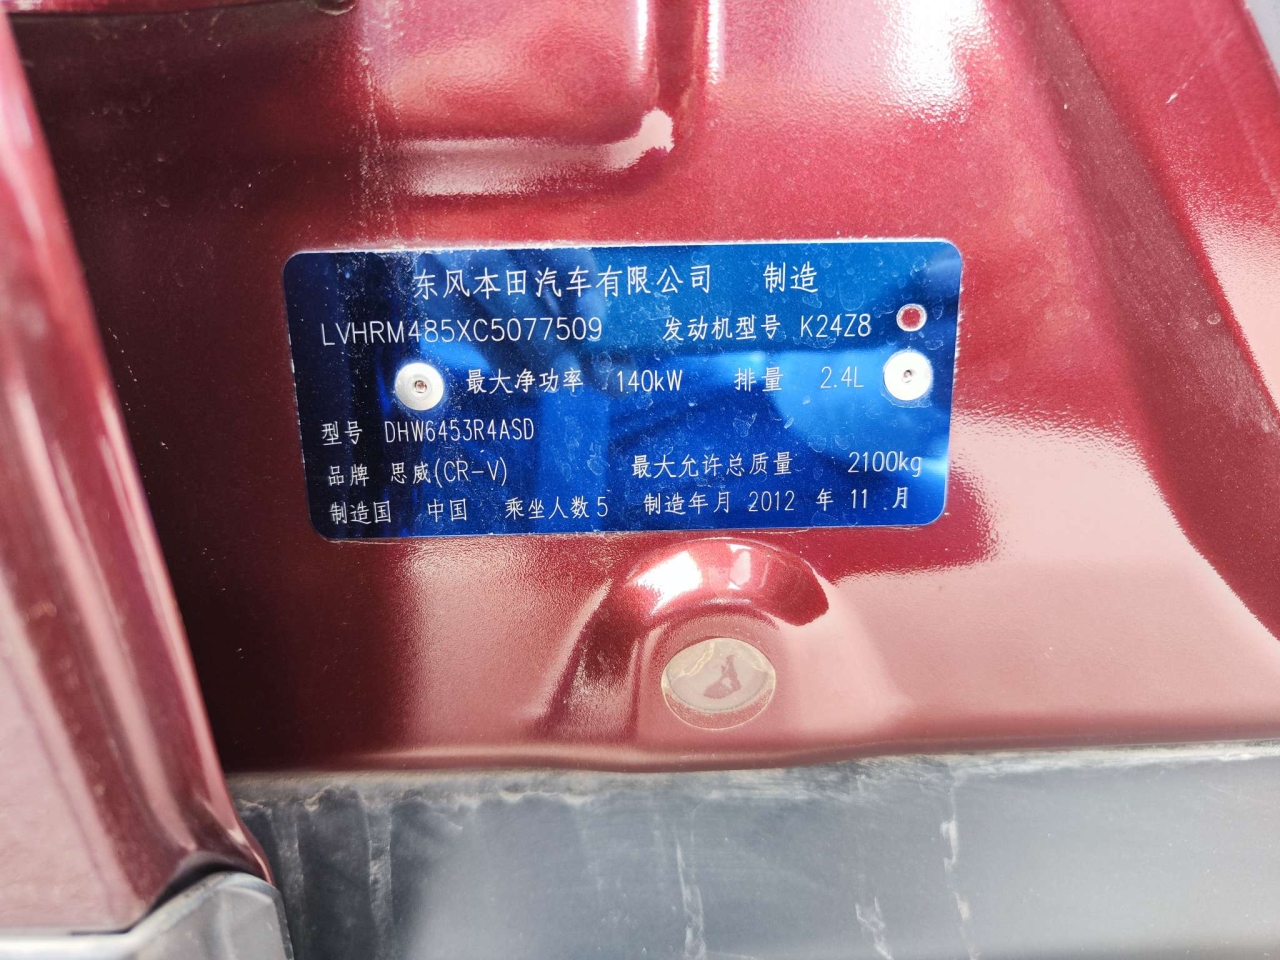 东风本田汽车有限公司 制造
LVHRM485XC5077509 发动机型号 K24Z8
最大净功率 140kW 排量 2.4L
型号 DHW6453R4ASD
品牌 思威(CR-V) 最大允许总质量 2100kg
制造国 中国 乘坐人数 5 制造年月 2012 年 11 月